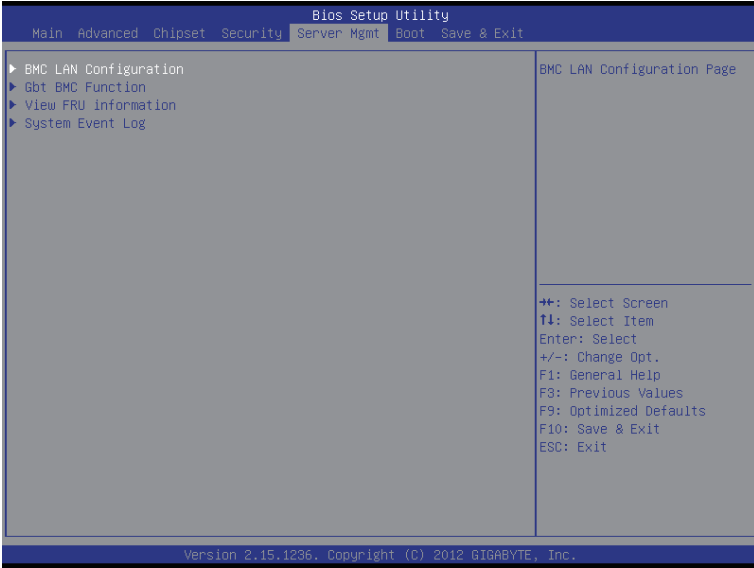 Bios Setup Utility
Main Advanced Chipset Security Server Mgmt Boot Save & Exit
▶ BMC LAN Configuration
▶ Gbt BMC Function
▶ View FRU information
▶ System Event Log
BMC LAN Configuration Page
→←: Select Screen
↑↓: Select Item
Enter: Select
+/-: Change Opt.
F1: General Help
F3: Previous Values
F9: Optimized Defaults
F10: Save & Exit
ESC: Exit
Version 2.15.1236. Copyright (C) 2012 GIGABYTE, Inc.